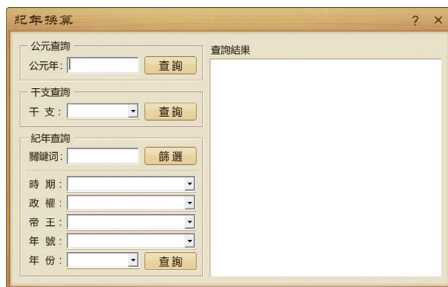 紀年換算
公元查詢
公元年: 查詢
干支查詢
干 支: 查詢
紀年查詢
關鍵词: 篩選
時 期:
政 權:
帝 王:
年 號:
年 份: 查詢
查詢結果